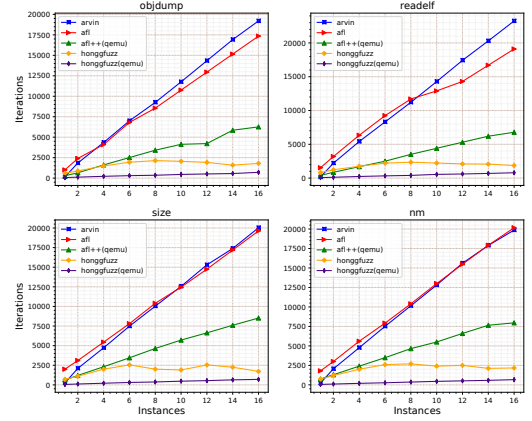 objdump
20000
17500
15000
12500
10000
7500
5000
2500
0
Iterations
arvin
afl
afl++(qemu)
honggfuzz
honggfuzz(qemu)
2 4 6 8 10 12 14 16
readelf
20000
15000
10000
5000
0
arvin
afl
afl++(qemu)
honggfuzz
honggfuzz(qemu)
2 4 6 8 10 12 14 16
size
20000
17500
15000
12500
10000
7500
5000
2500
0
Iterations
arvin
afl
afl++(qemu)
honggfuzz
honggfuzz(qemu)
2 4 6 8 10 12 14 16
Instances
nm
20000
17500
15000
12500
10000
7500
5000
2500
0
arvin
afl
afl++(qemu)
honggfuzz
honggfuzz(qemu)
2 4 6 8 10 12 14 16
Instances